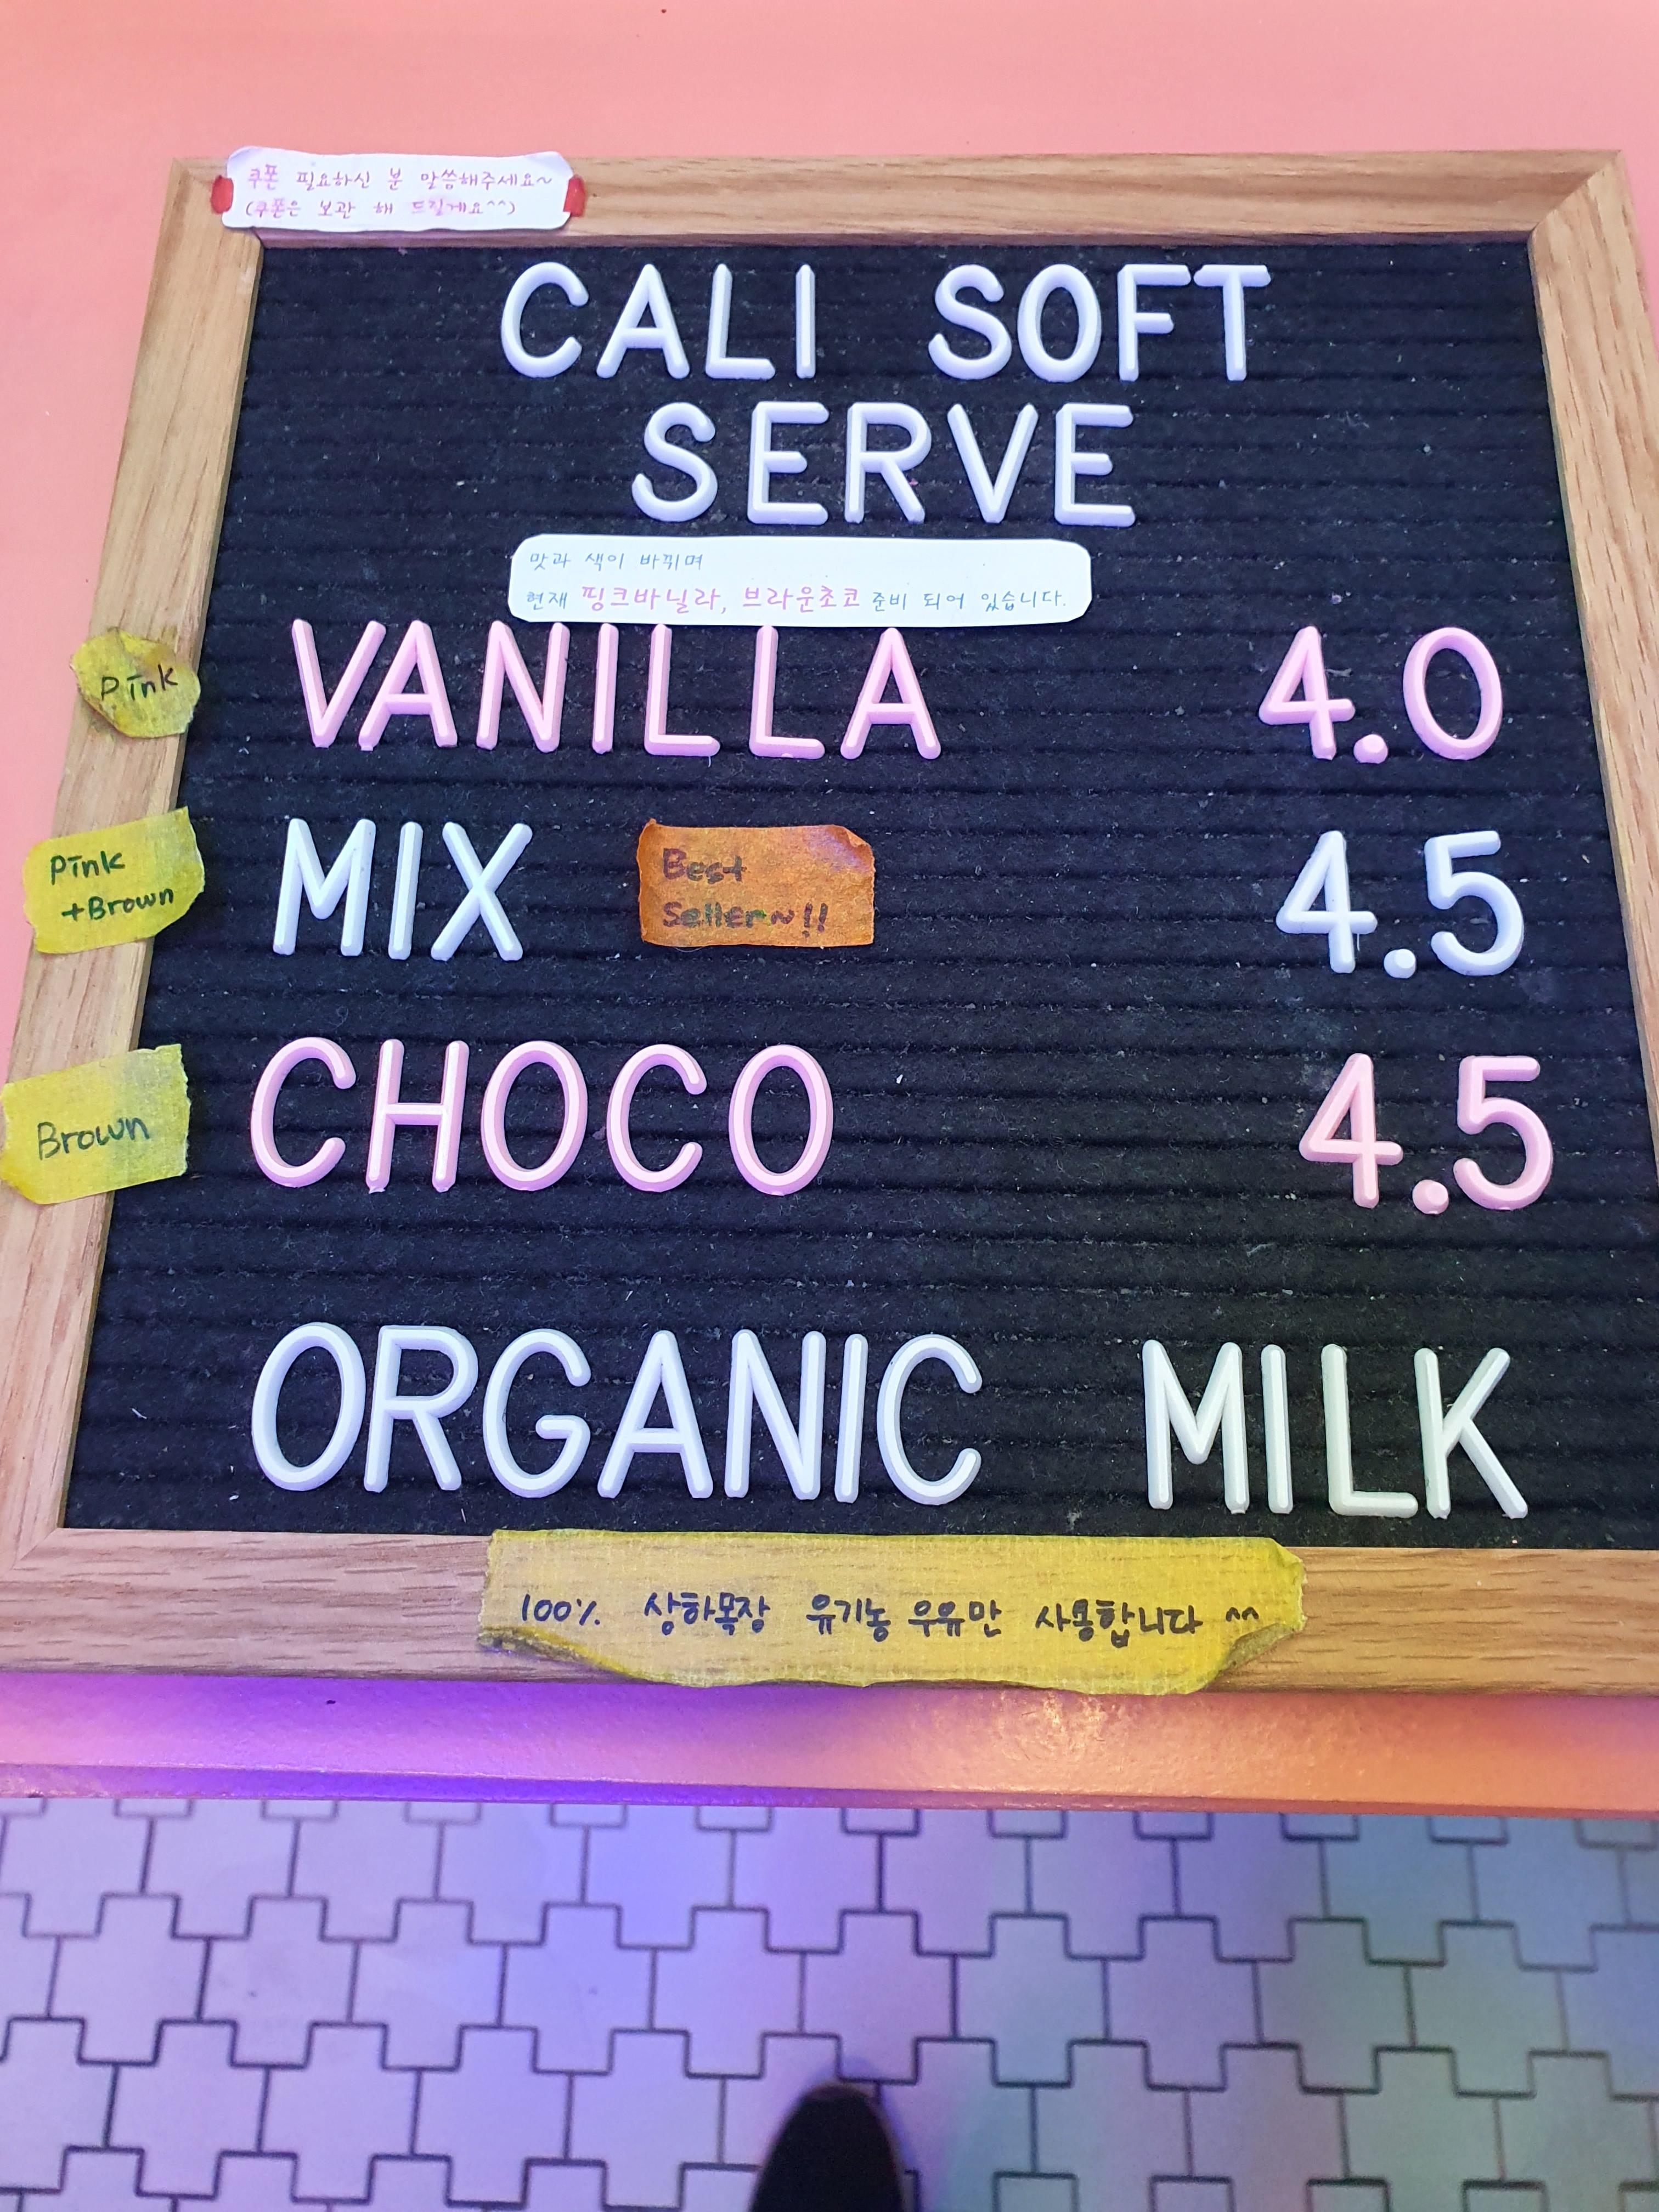 쿠폰 필요하신 분 말씀해주세요~
(쿠폰은 보관 해 드릴게요^^)
CALI SOFT
SERVE
맛과 색이 바뀌며
현재 핑크바닐라, 브라운초코 준비 되어 있습니다.
Pink VANILLA 4.0
Pink
+Brown
MIX
Best
Seller~!!
4.5
Brown CHOCO 4.5
ORGANIC MILK
100% 상하목장 유기농 우유만 사용합니다 ^^